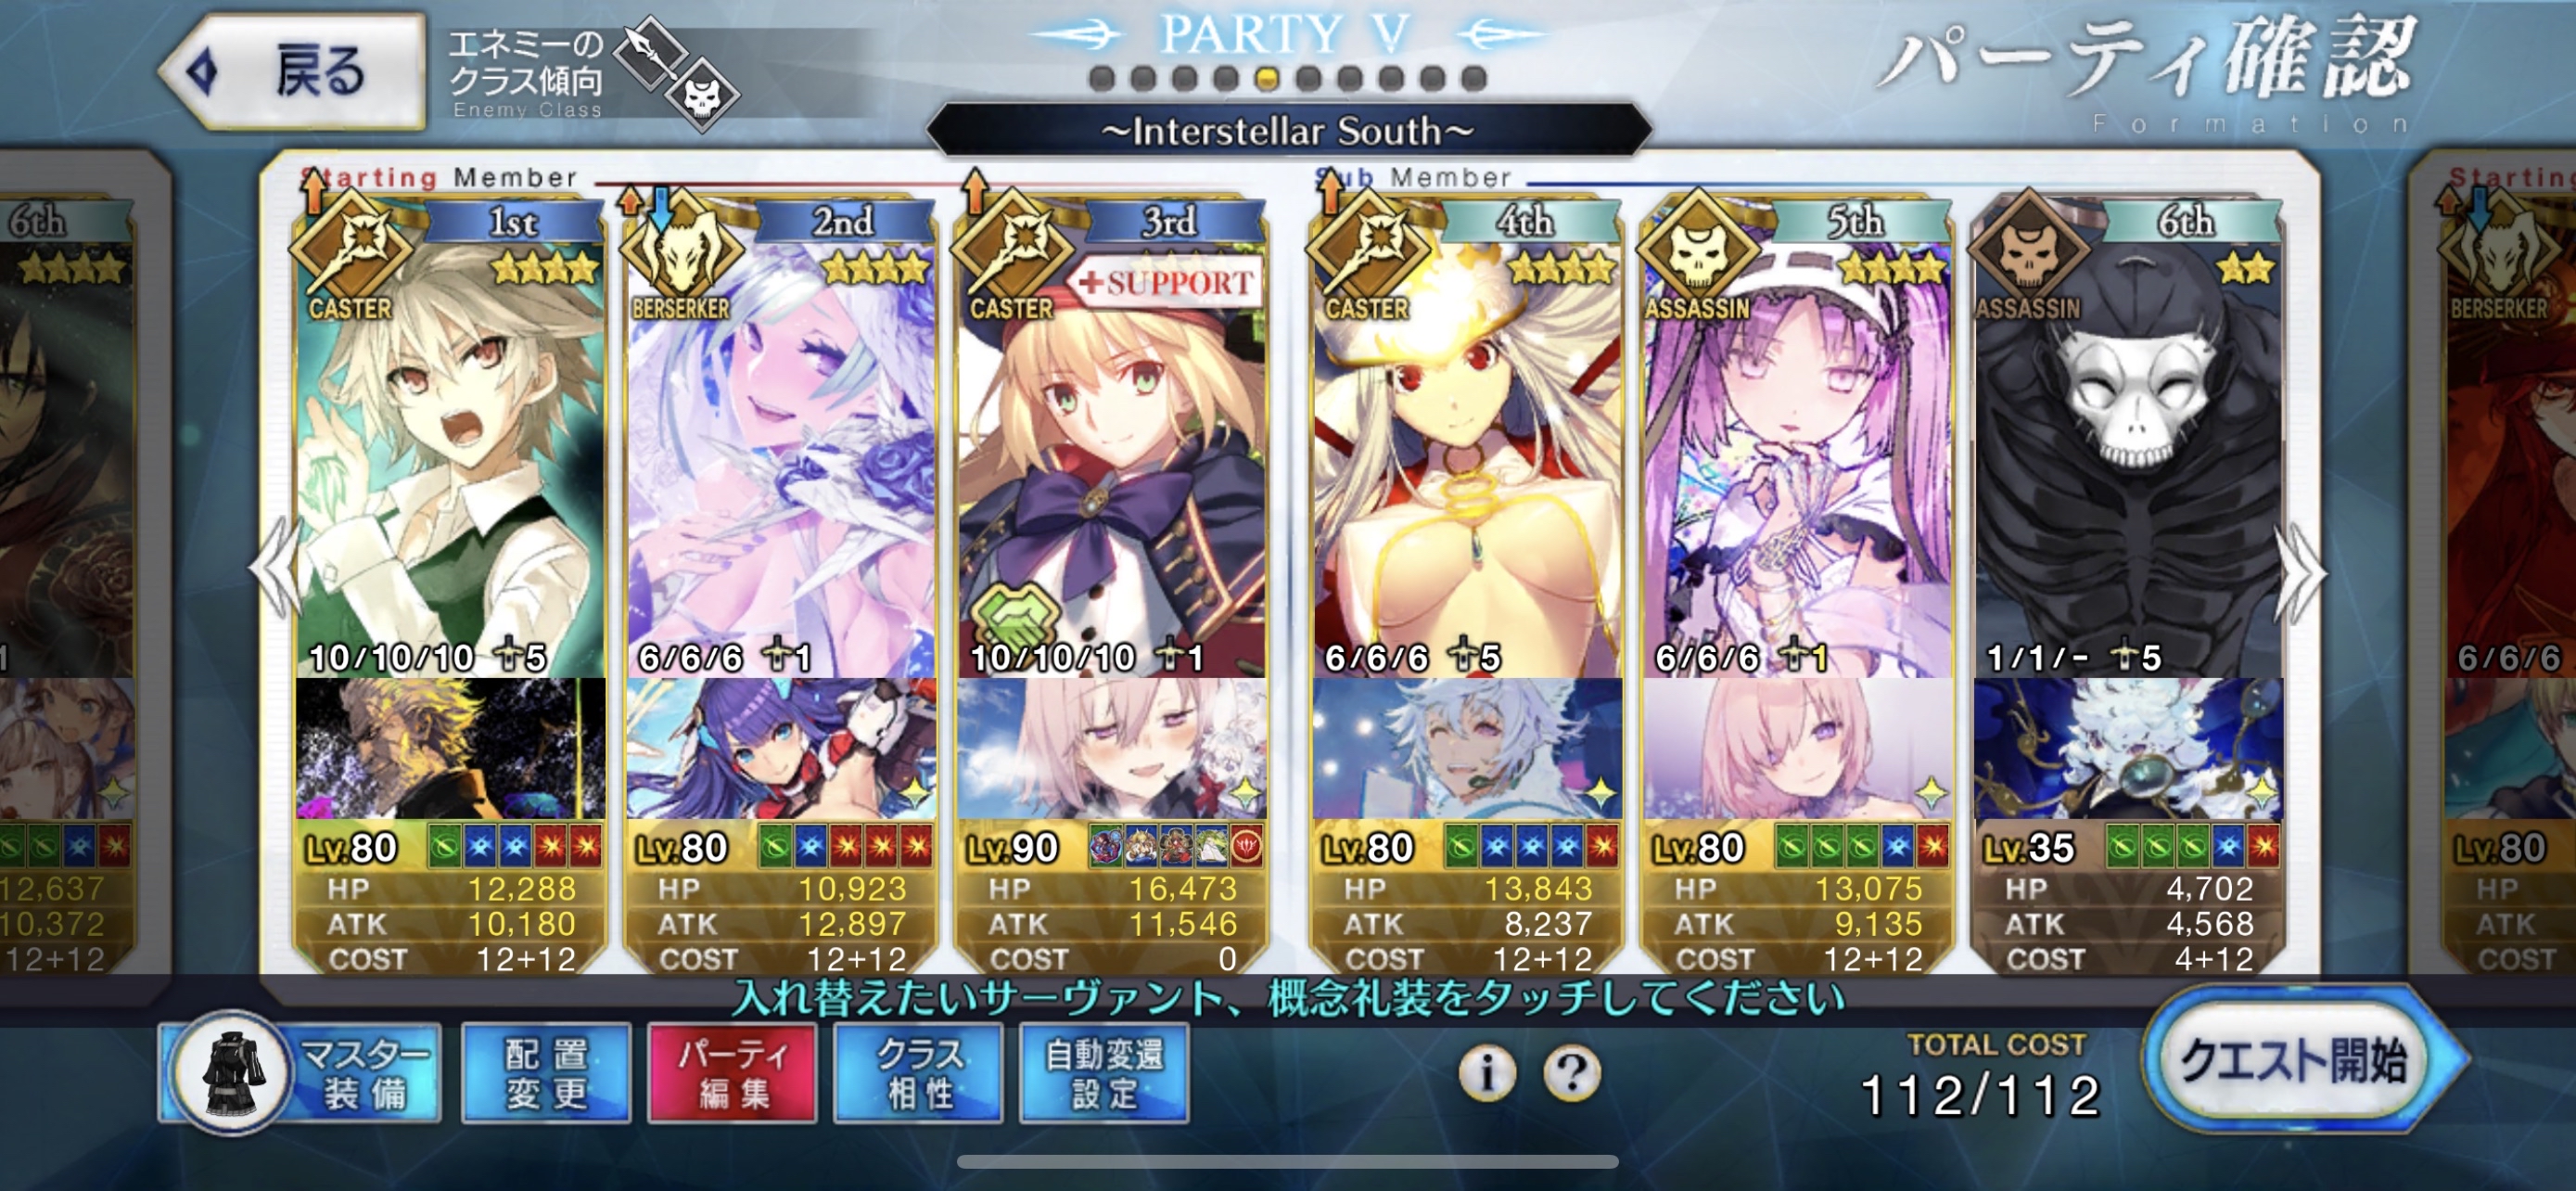 戻る
エネミーの
クラス傾向
Enemy Class
PARTY V
パーティ確認
Formation
~Interstellar South~
Starting Member
Sub Member
Starting
6th
1st
CASTER
2nd
BERSERKER
3rd
CASTER
+SUPPORT
4th
CASTER
5th
ASSASSIN
6th
ASSASSIN
BERSERKER
1
10/10/10 5
6/6/6 1
10/10/10 1
6/6/6 5
6/6/6 1
1/1/- 5
6/6/6
Lv.80
Lv.80
Lv.90
Lv.80
Lv.80
Lv.35
Lv.80
12,637
HP 12,288
HP 10,923
HP 16,473
HP 13,843
HP 13,075
HP 4,702
HP
10,372
ATK 10,180
ATK 12,897
ATK 11,546
ATK 8,237
ATK 9,135
ATK 4,568
ATK
12+12
COST 12+12
COST 12+12
COST 0
COST 12+12
COST 12+12
COST 4+12
COST
入れ替えたいサーヴァント、概念礼装をタッチしてください
マスター
装備
配置
変更
パーティ
編集
クラス
相性
自動変還
設定
i
?
TOTAL COST
112/112
クエスト開始